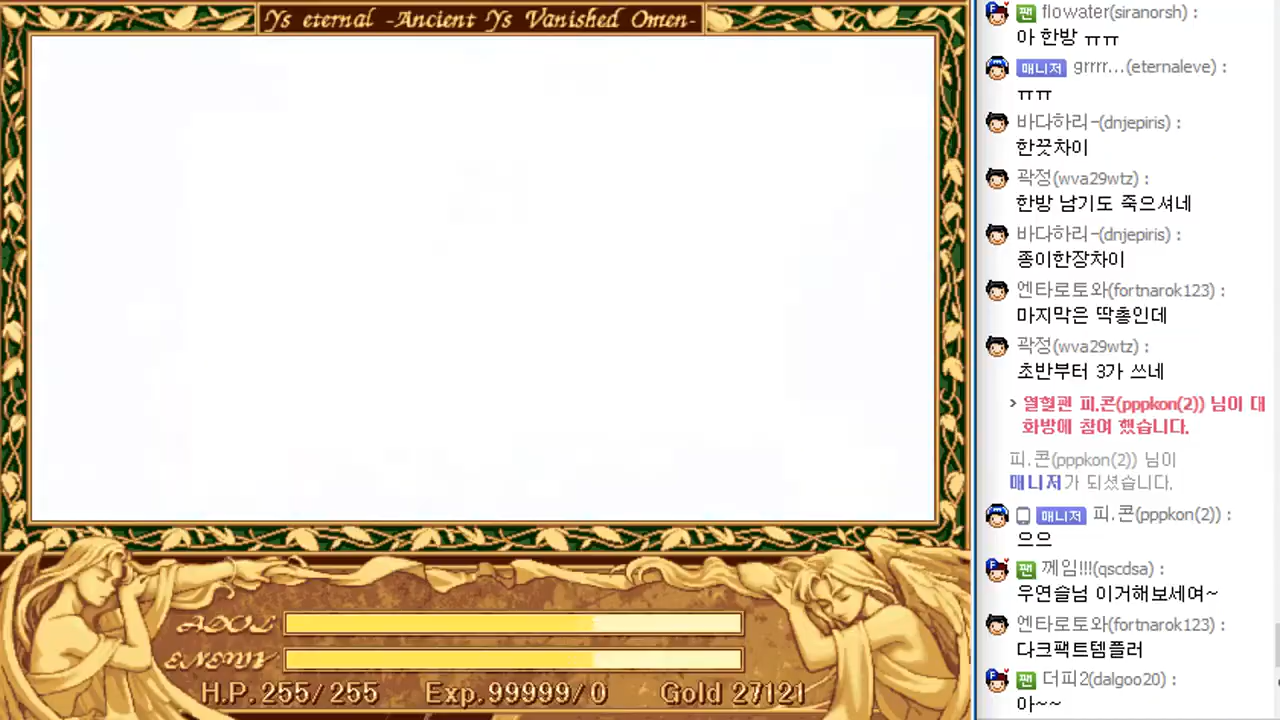 Ys eternal -Ancient Ys Vanished Omen-
ADOL
ENEMY
H.P. 255/255 Exp. 99999/0 Gold 27121
팬 flowater(siranorsh) :
아 한방 ㅠㅠ
매니저 grrrr...(eternaleve) :
ㅠㅠ
바다하리-(dnjepiris) :
한끗차이
곽정(wva29wtz) :
한방 남기도 죽으셔네
바다하리-(dnjepiris) :
종이한장차이
엔타로토와(fortnarok123) :
마지막은 딱총인데
곽정(wva29wtz) :
초반부터 3가 쓰네
> 열혈팬 피.콘(pppkon(2)) 님이 대
화방에 참여 했습니다.
피.콘(pppkon(2)) 님이
매니저가 되셨습니다.
매니저 피.콘(pppkon(2)) :
으으
팬 께임!!!(qscdsa) :
우연슬님 이거해보세여~
엔타로토와(fortnarok123) :
다크팩트템플러
팬 더피2(dalgoo20) :
아~~